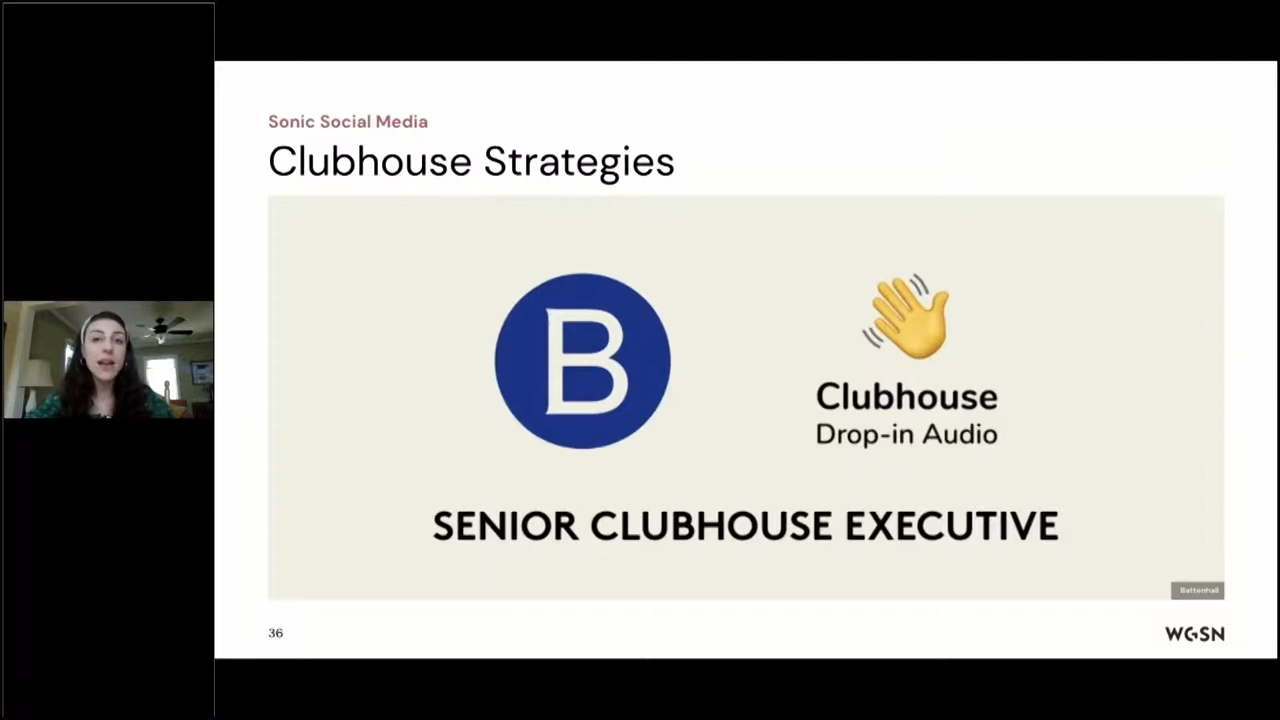 Sonic Social Media
Clubhouse Strategies
B
Clubhouse
Drop-in Audio
SENIOR CLUBHOUSE EXECUTIVE
Battenhall
36
WGSN